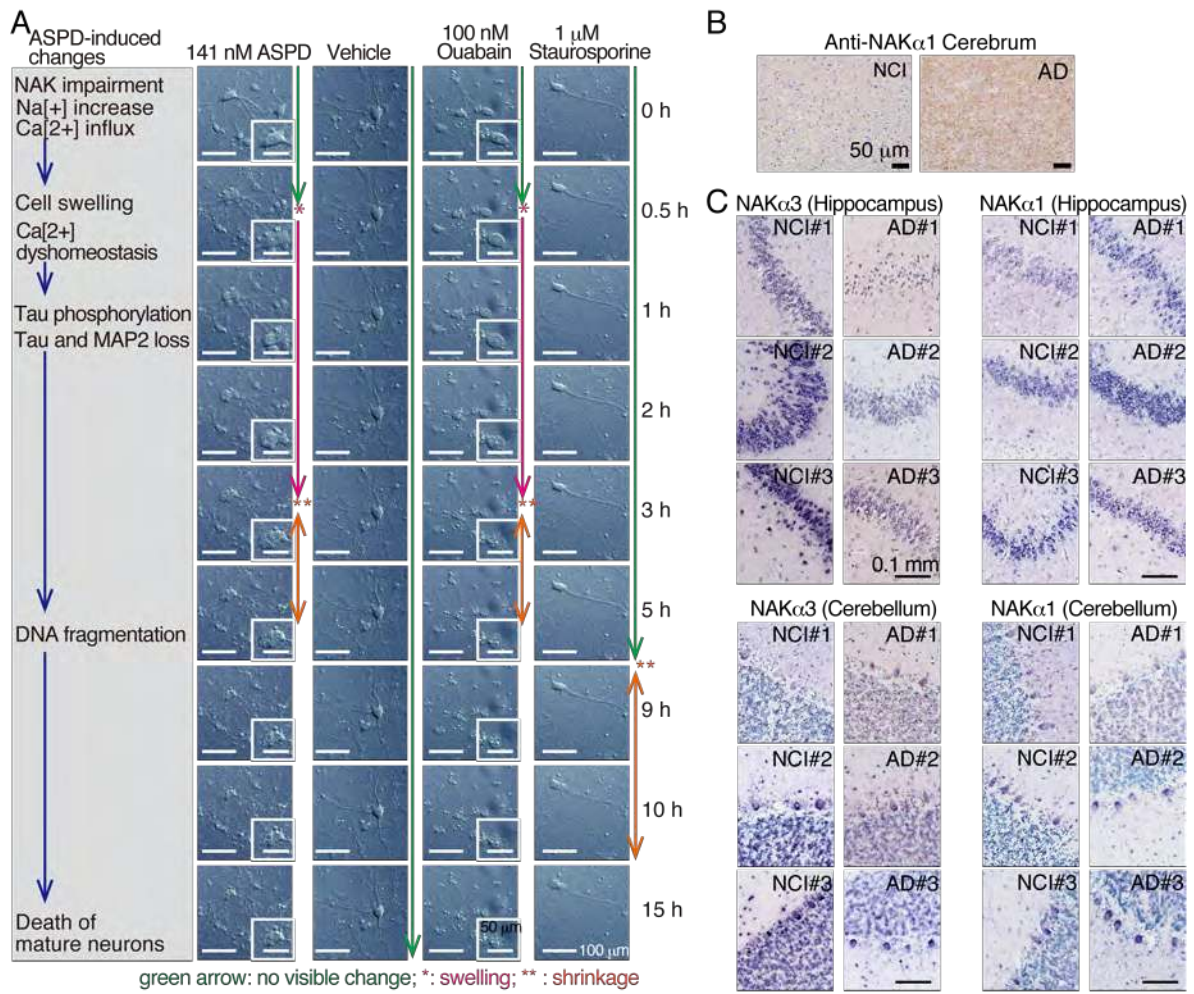 A
ASPD-induced
changes
141 nM ASPD
Vehicle
100 nM
Ouabain
1 μM
Staurosporine
NAK impairment
Na[+] increase
Ca[2+] influx
Cell swelling
Ca[2+]
dyshomeostasis
Tau phosphorylation
Tau and MAP2 loss
DNA fragmentation
Death of
mature neurons
*
**
*
**
**
0 h
0.5 h
1 h
2 h
3 h
5 h
9 h
10 h
15 h
50 μm
100 μm
green arrow: no visible change; *: swelling; ** : shrinkage
B
Anti-NAKα1 Cerebrum
NCI
AD
50 μm
C
NAKα3 (Hippocampus)
NAKα1 (Hippocampus)
NCI#1
AD#1
NCI#1
AD#1
NCI#2
AD#2
NCI#2
AD#2
NCI#3
AD#3
NCI#3
AD#3
0.1 mm
NAKα3 (Cerebellum)
NAKα1 (Cerebellum)
NCI#1
AD#1
NCI#1
AD#1
NCI#2
AD#2
NCI#2
AD#2
NCI#3
AD#3
NCI#3
AD#3